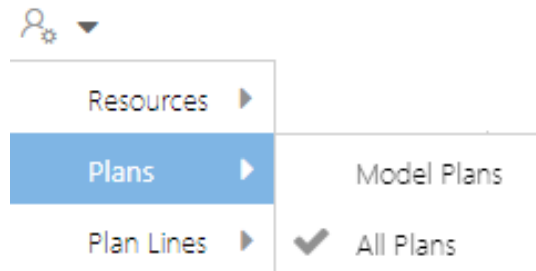 Resources
Plans
Model Plans
Plan Lines
All Plans